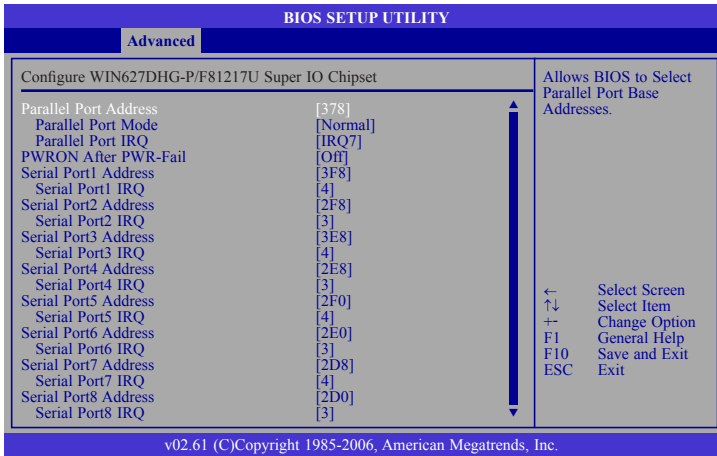 BIOS SETUP UTILITY
Advanced
Configure WIN627DHG-P/F81217U Super IO Chipset
Parallel Port Address [378]
Parallel Port Mode [Normal]
Parallel Port IRQ [IRQ7]
PWRON After PWR-Fail [Off]
Serial Port1 Address [3F8]
Serial Port1 IRQ [4]
Serial Port2 Address [2F8]
Serial Port2 IRQ [3]
Serial Port3 Address [3E8]
Serial Port3 IRQ [4]
Serial Port4 Address [2E8]
Serial Port4 IRQ [3]
Serial Port5 Address [2F0]
Serial Port5 IRQ [4]
Serial Port6 Address [2E0]
Serial Port6 IRQ [3]
Serial Port7 Address [2D8]
Serial Port7 IRQ [4]
Serial Port8 Address [2D0]
Serial Port8 IRQ [3]
Allows BIOS to Select
Parallel Port Base
Addresses.
← Select Screen
↑↓ Select Item
+- Change Option
F1 General Help
F10 Save and Exit
ESC Exit
v02.61 (C)Copyright 1985-2006, American Megatrends, Inc.